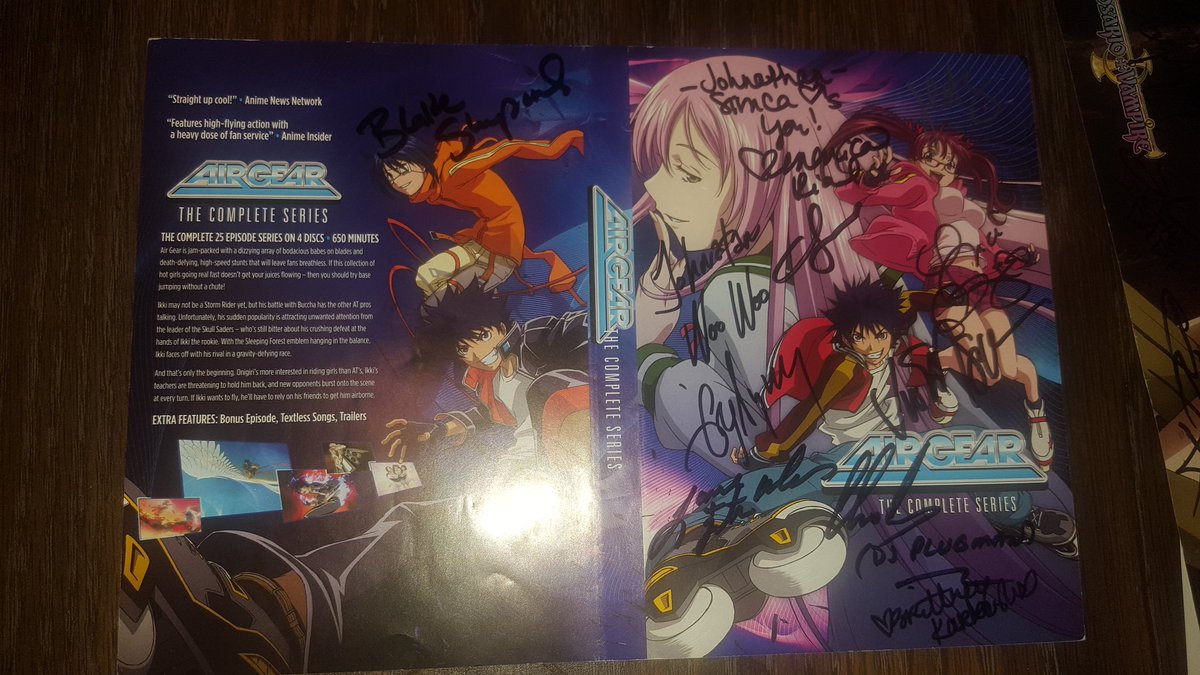 "Straight up cool!" • Anime News Network
"Features high-flying action with
a heavy dose of fan service" • Anime Insider
AIR GEAR
THE COMPLETE SERIES
THE COMPLETE 25 EPISODE SERIES ON 4 DISCS • 650 MINUTES
Air Gear is jam-packed with a dizzying array of bodacious babes on blades and
death-defying, high-speed stunts that will leave fans breathless. If this collection of
hot girls going real fast doesn't get your juices flowing – then you should try base
jumping without a chute!
Ikki may not be a Storm Rider yet, but his battle with Buccha has the other AT pros
talking. Unfortunately, his sudden popularity is attracting unwanted attention from
the leader of the Skull Saders – who's still bitter about his crushing defeat at the
hands of Ikki the rookie. With the Sleeping Forest emblem hanging in the balance.
Ikki faces off with his rival in a gravity-defying race.
And that's only the beginning. Onigiri's more interested in riding girls than AT's, Ikki's
teachers are threatening to hold him back, and new opponents burst onto the scene
at every turn. If Ikki wants to fly, he'll have to rely on his friends to get him airborne.
EXTRA FEATURES: Bonus Episode, Textless Songs, Trailers
Blake
Shepard
AIR GEAR
THE COMPLETE SERIES
-Johnathan-
Simca ♡s
you!
♡ Monica
Rial
Johnatan
Woo Woo
AIR GEAR
THE COMPLETE SERIES
(DJ PLUGMAN)
♡ Brittney
Karbowski
ROSARIO + VAMPIRE